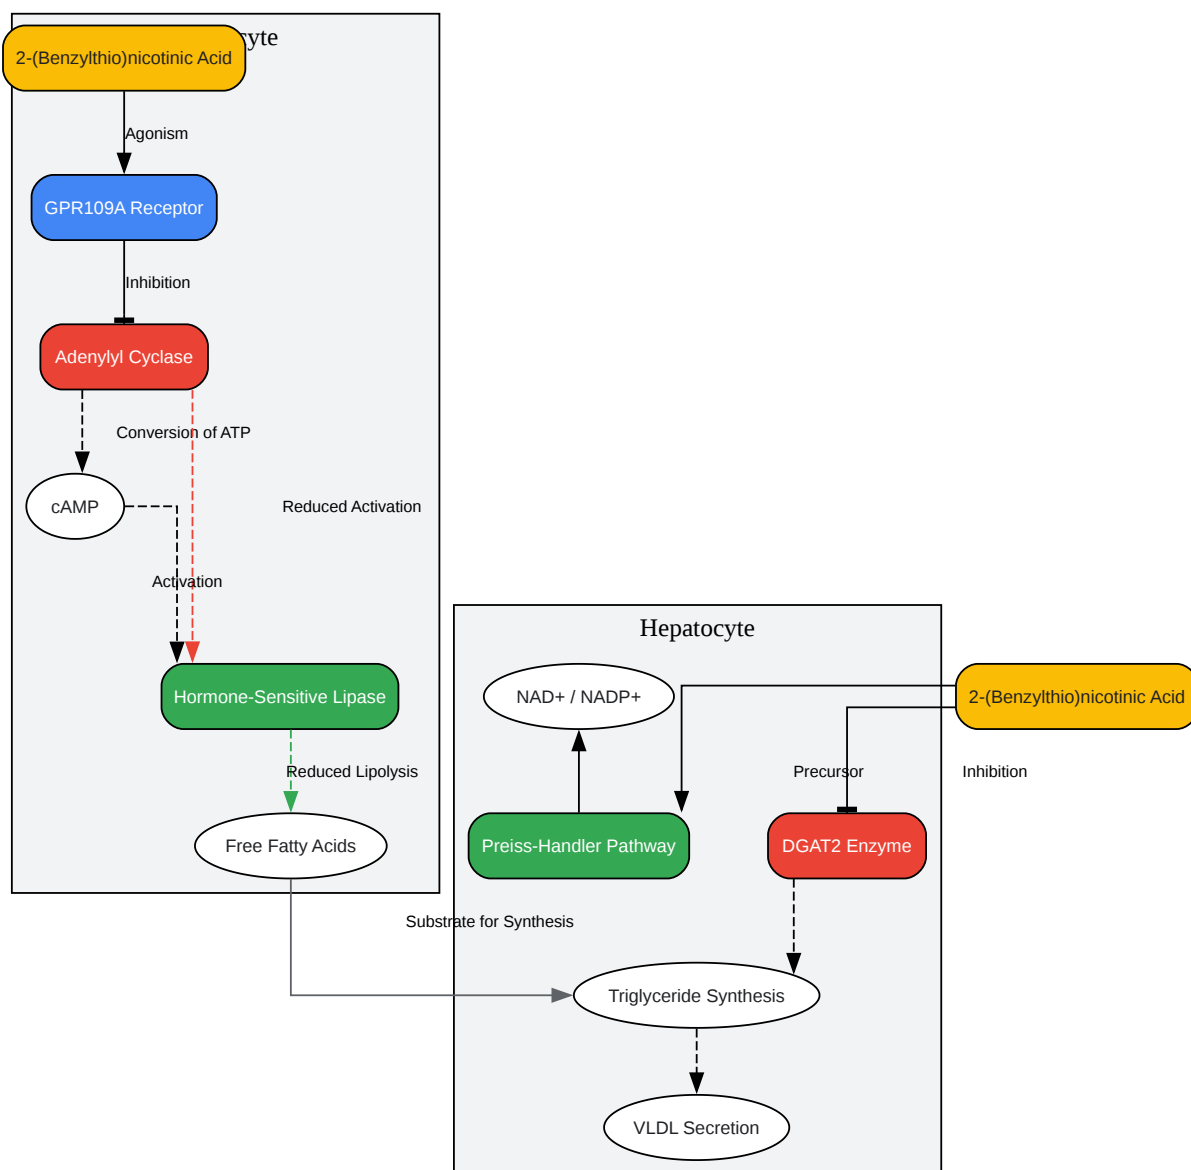 2-(Benzylthio)nicotinic Acid
Agonism
GPR109A Receptor
Inhibition
Adenylyl Cyclase
Conversion of ATP
cAMP
Reduced Activation
Activation
Hormone-Sensitive Lipase
Reduced Lipolysis
Free Fatty Acids
Substrate for Synthesis
Hepatocyte
NAD+ / NADP+
2-(Benzylthio)nicotinic Acid
Precursor
Inhibition
Preiss-Handler Pathway
DGAT2 Enzyme
Triglyceride Synthesis
VLDL Secretion